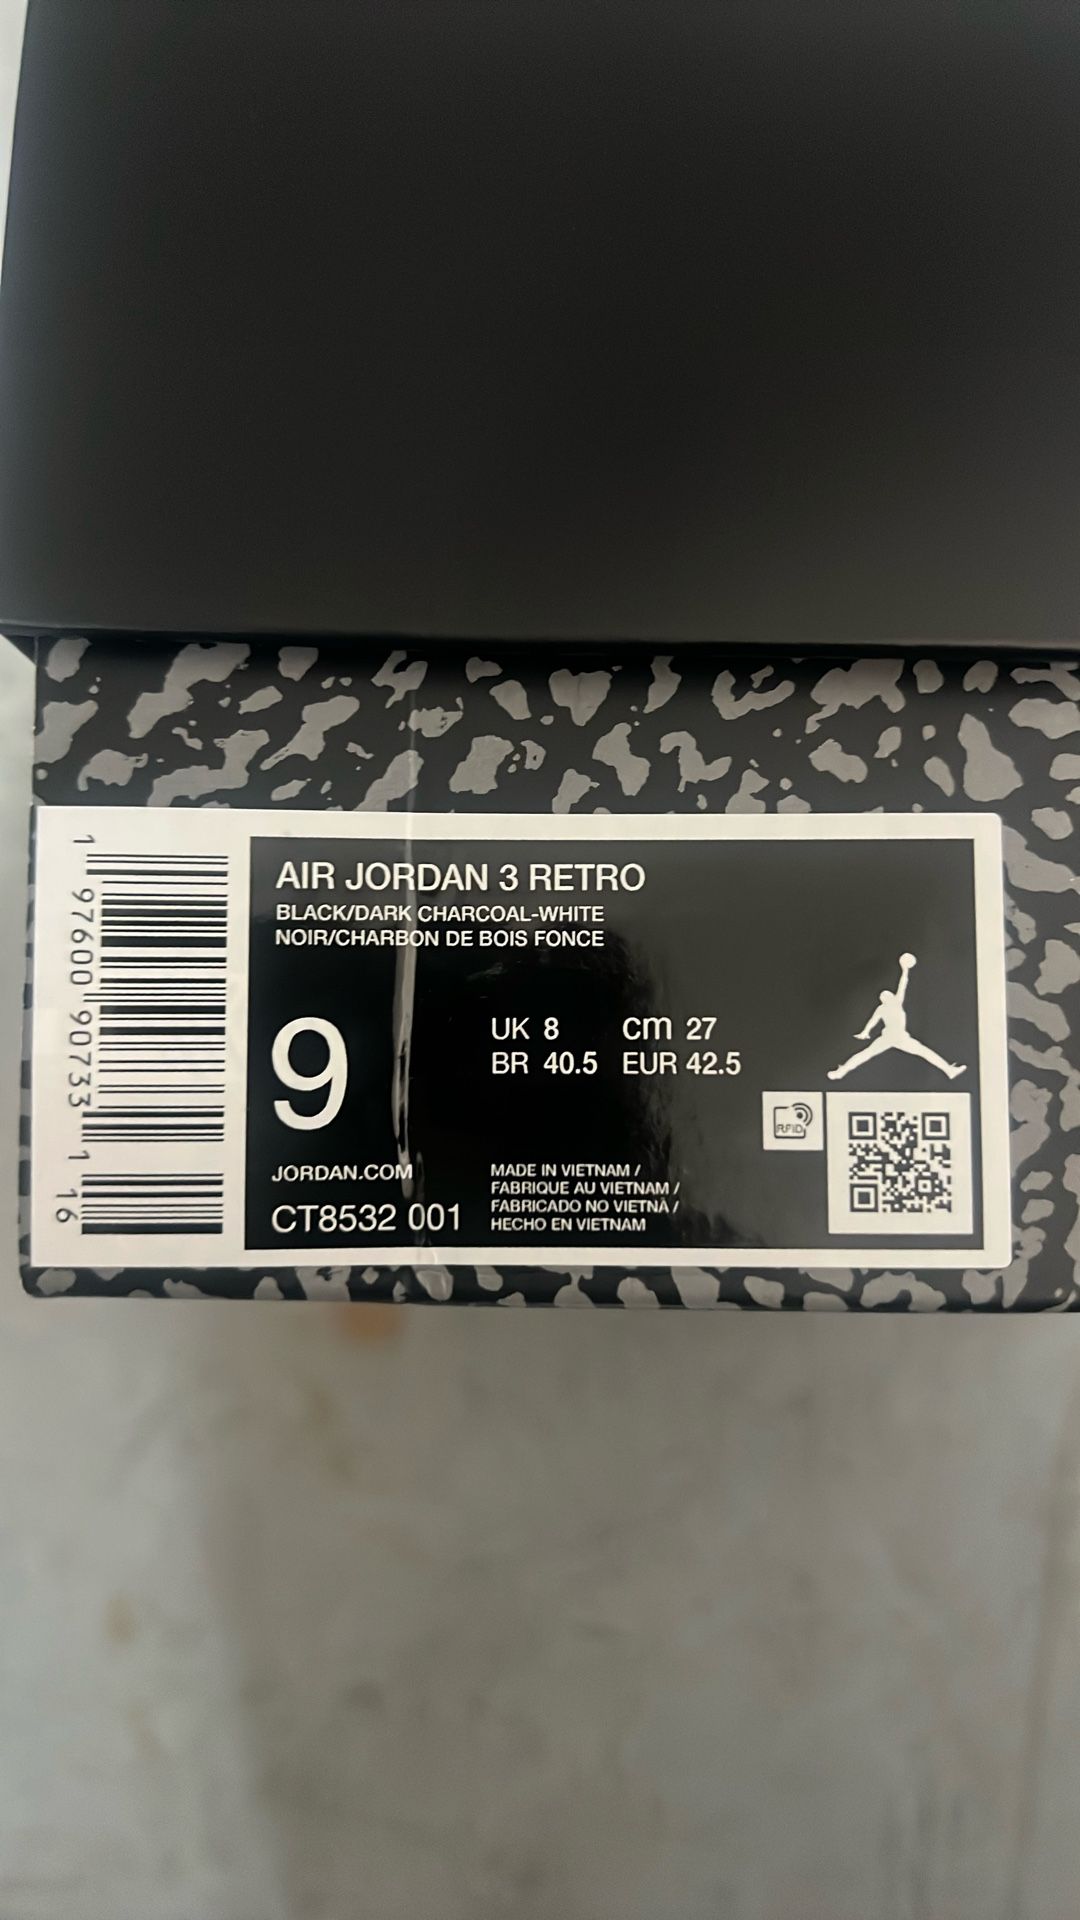 AIR JORDAN 3 RETRO
BLACK/DARK CHARCOAL-WHITE
NOIR/CHARBON DE BOIS FONCE
9
UK 8 cm 27
BR 40.5 EUR 42.5
RFID
JORDAN.COM
CT8532 001
MADE IN VIETNAM /
FABRIQUE AU VIETNAM /
FABRICADO NO VIETNÃ /
HECHO EN VIETNAM
1 97600 90733 1 16